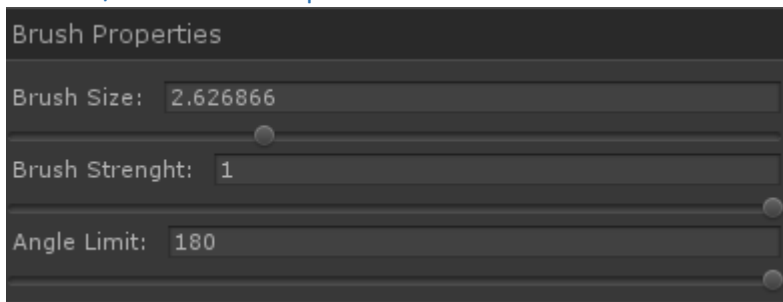 Brush Properties
Brush Size: 2.626866
Brush Strenght: 1
Angle Limit: 180